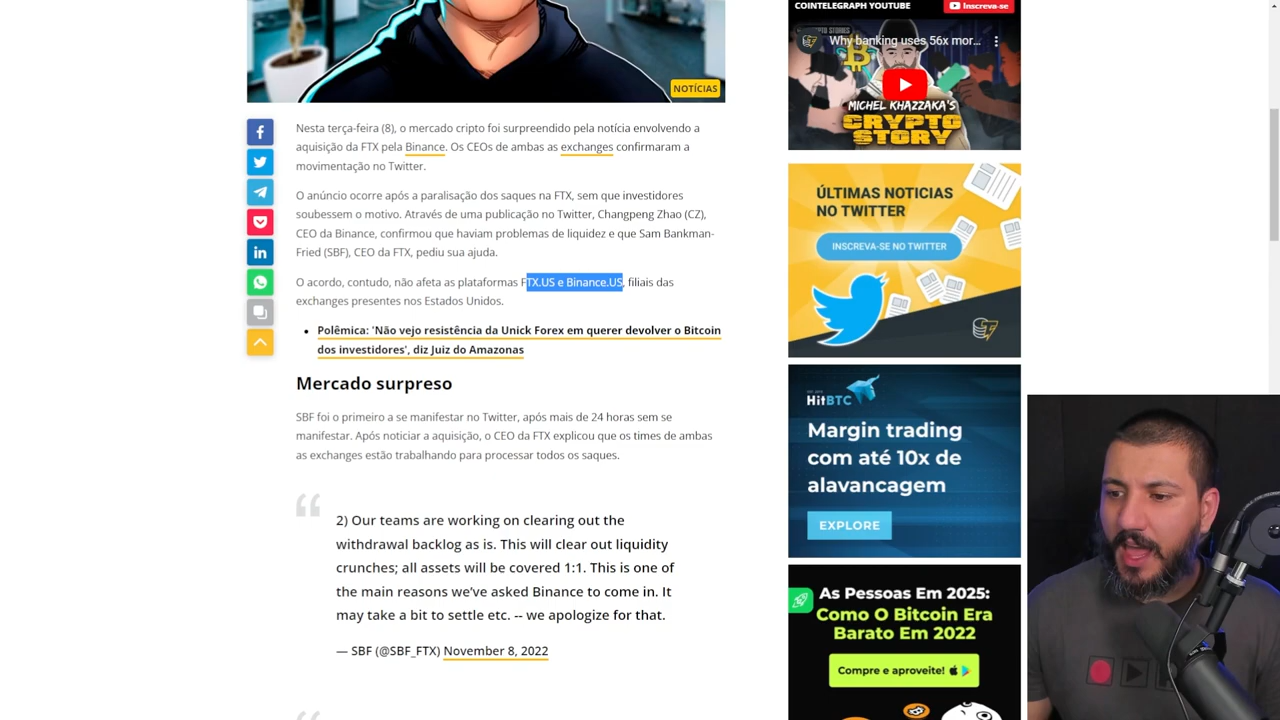 NOTÍCIAS
Nesta terça-feira (8), o mercado cripto foi surpreendido pela notícia envolvendo a
aquisição da FTX pela Binance. Os CEOs de ambas as exchanges confirmaram a
movimentação no Twitter.
O anúncio ocorre após a paralisação dos saques na FTX, sem que investidores
soubessem o motivo. Através de uma publicação no Twitter, Changpeng Zhao (CZ),
CEO da Binance, confirmou que haviam problemas de liquidez e que Sam Bankman-
Fried (SBF), CEO da FTX, pediu sua ajuda.
O acordo, contudo, não afeta as plataformas FTX.US e Binance.US, filiais das
exchanges presentes nos Estados Unidos.
Polêmica: 'Não vejo resistência da Unick Forex em querer devolver o Bitcoin
dos investidores', diz Juiz do Amazonas
Mercado surpreso
SBF foi o primeiro a se manifestar no Twitter, após mais de 24 horas sem se
manifestar. Após noticiar a aquisição, o CEO da FTX explicou que os times de ambas
as exchanges estão trabalhando para processar todos os saques.
2) Our teams are working on clearing out the
withdrawal backlog as is. This will clear out liquidity
crunches; all assets will be covered 1:1. This is one of
the main reasons we’ve asked Binance to come in. It
may take a bit to settle etc. -- we apologize for that.
— SBF (@SBF_FTX) November 8, 2022
COINTELEGRAPH YOUTUBE
Inscreva-se
Why banking uses 56x mor...
MICHEL KHAZZAKA'S
CRYPTO
STORY
ÚLTIMAS NOTICIAS
NO TWITTER
INSCREVA-SE NO TWITTER
HitBTC
Margin trading
com até 10x de
alavancagem
EXPLORE
As Pessoas Em 2025:
Como O Bitcoin Era
Barato Em 2022
Compre e aproveite!